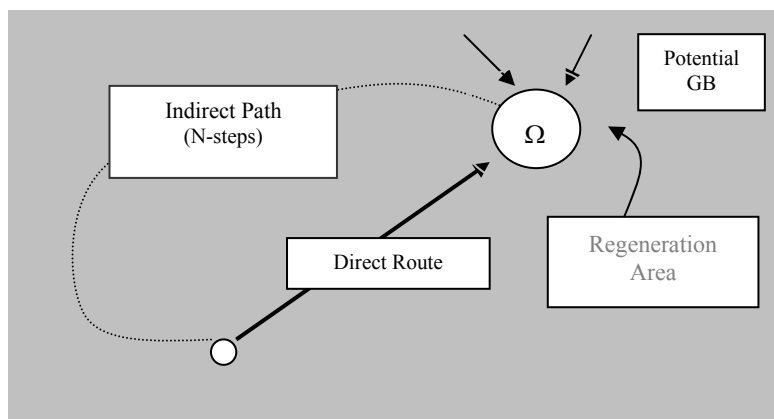 Potential
GB
Indirect Path
(N-steps)
Ω
Regeneration
Area
Direct Route